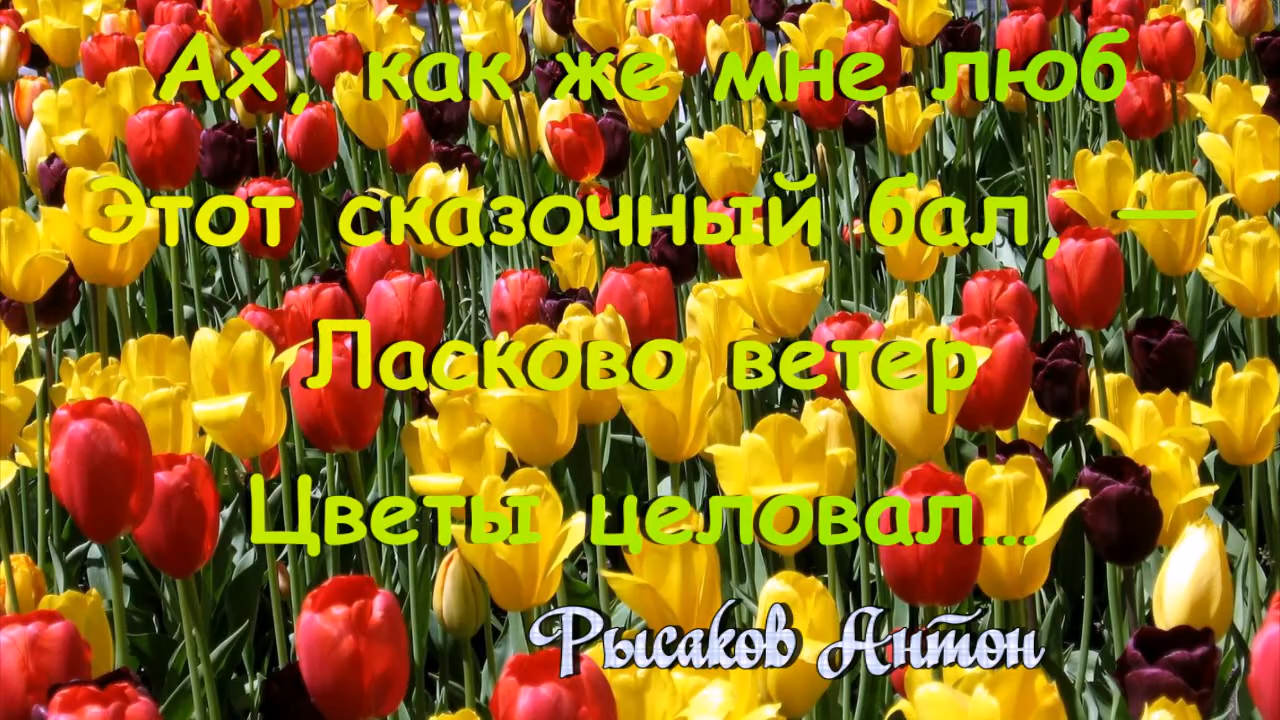 Ах, как же мне люб
Этот сказочный бал, —
Ласково ветер
Цветы целовал...
Рысаков Антон